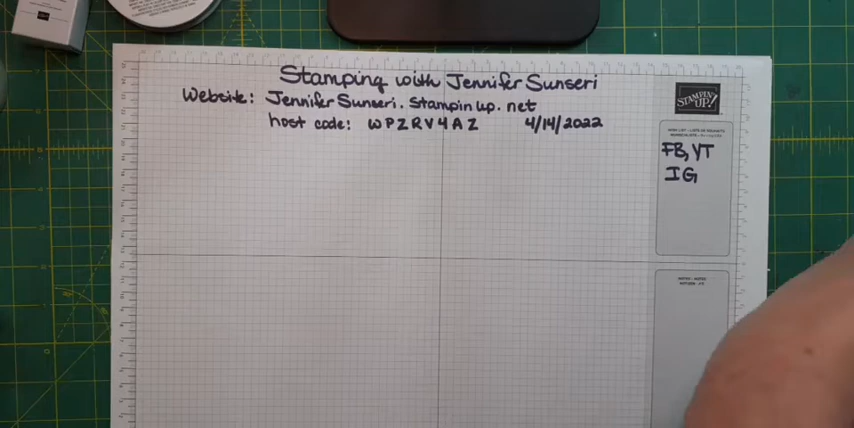 Stamping with Jennifer Sunseri
Website: JenniferSunseri.Stampinup.net
host code: WPZRV4AZ 4/14/2022
STAMPIN' UP!
FB, YT
IG